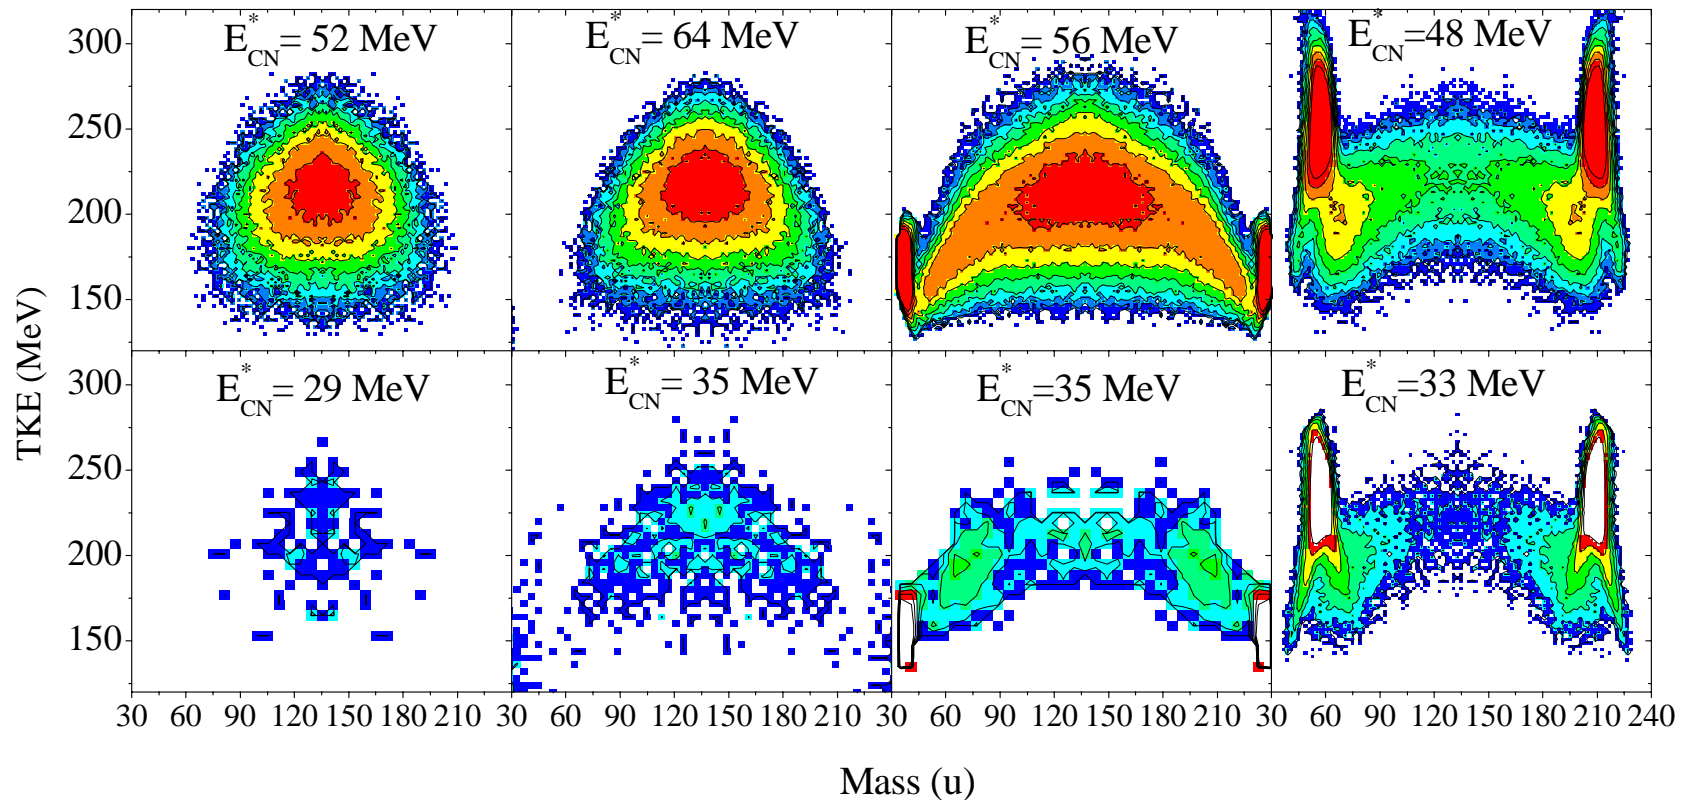 E*CN= 52 MeV
E*CN= 64 MeV
E*CN= 56 MeV
E*CN=48 MeV
300
250
200
150
E*CN= 29 MeV
E*CN= 35 MeV
E*CN=35 MeV
E*CN=33 MeV
300
250
200
150
TKE (MeV)
30 60 90 120 150 180 210 30 60 90 120 150 180 210 30 60 90 120 150 180 210 30 60 90 120 150 180 210 240
Mass (u)